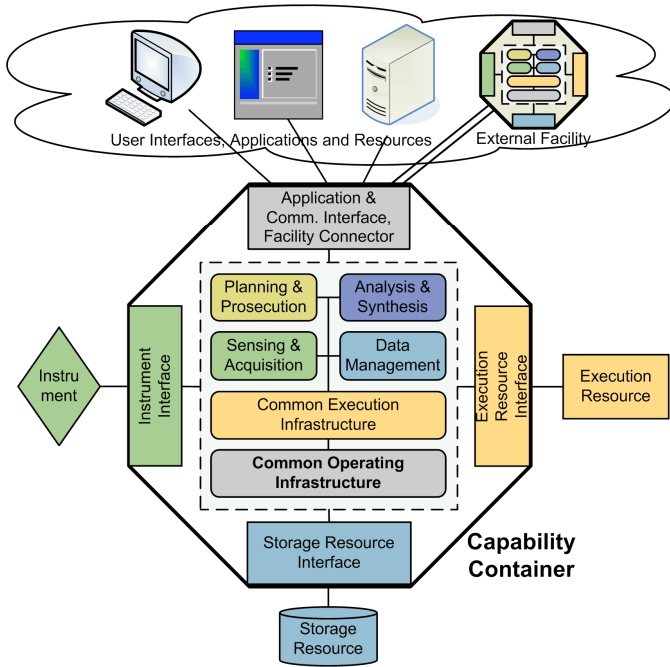 User Interfaces, Applications and Resources
External Facility
Application &
Comm. Interface,
Facility Connector
Planning &
Prosecution
Analysis &
Synthesis
Sensing &
Acquisition
Data
Management
Common Execution
Infrastructure
Common Operating
Infrastructure
Instru
ment
Instrument
Interface
Execution
Resource
Interface
Execution
Resource
Storage Resource
Interface
Capability
Container
Storage
Resource